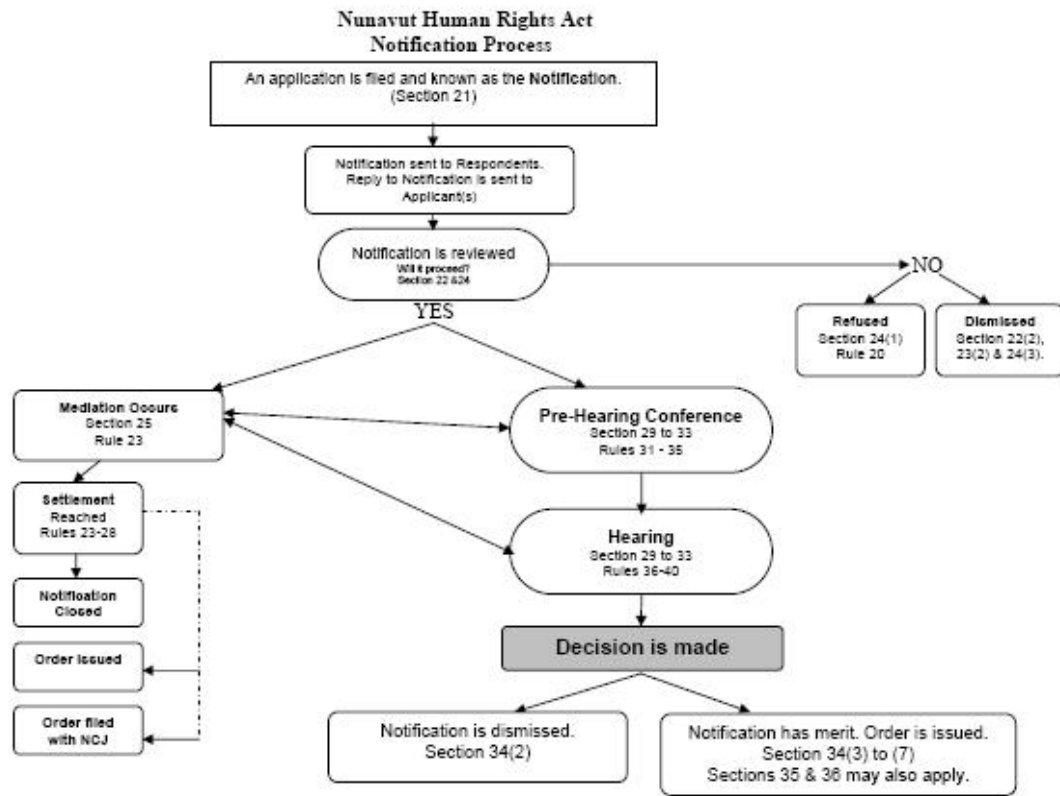 Nunavut Human Rights Act
Notification Process
An application is filed and known as the Notification.
(Section 21)
Notification sent to Respondents.
Reply to Notification is sent to
Applicant(s)
Notification is reviewed
Will it proceed?
Section 22 &24
NO
YES
Refused
Section 24(1)
Rule 20
Dismissed
Section 22(2),
23(2) & 24(3).
Mediation Occurs
Section 25
Rule 23
Pre-Hearing Conference
Section 29 to 33
Rules 31 - 35
Settlement
Reached
Rules 23-28
Hearing
Section 29 to 33
Rules 36-40
Notification
Closed
Decision is made
Order Issued
Order filed
with NCJ
Notification is dismissed.
Section 34(2)
Notification has merit. Order is issued.
Section 34(3) to (7)
Sections 35 & 36 may also apply.